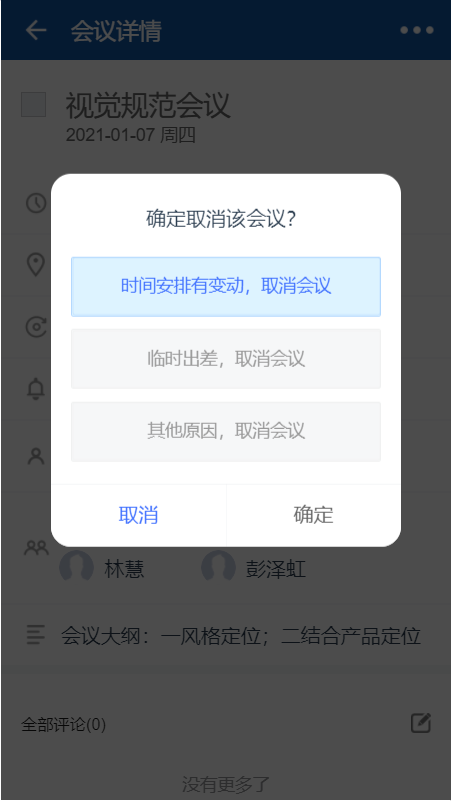 会议详情
视觉规范会议
2021-01-07 周四
确定取消该会议？
时间安排有变动，取消会议
临时出差，取消会议
其他原因，取消会议
取消 确定
林慧 彭泽虹
会议大纲：一风格定位；二结合产品定位
全部评论(0)
没有更多了